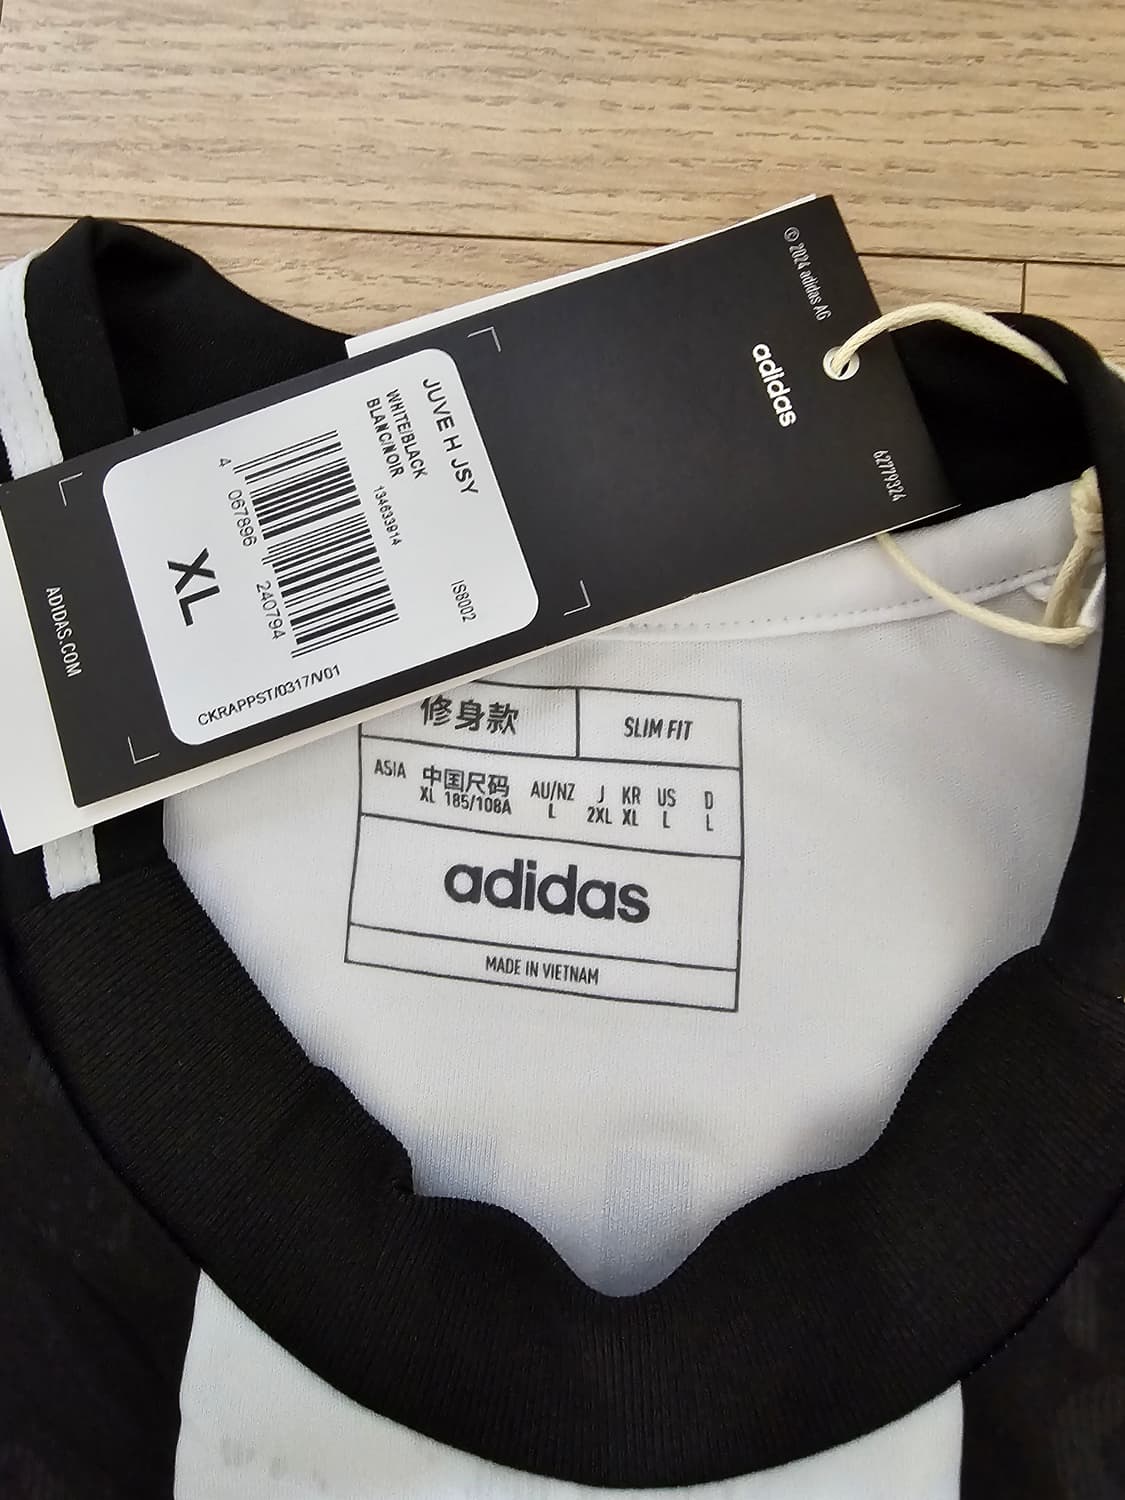 © 2024 adidas AG
adidas
62779324
JUVE H JSY
WHITE/BLACK
BLANC/NOIR
134633914
IS8002
4 067896 240794
XL
CKRAPPST/0317/V01
ADIDAS.COM
修身款 SLIM FIT
ASIA 中国尺码 AU/NZ J KR US D
XL 185/108A L 2XL XL L L
adidas
MADE IN VIETNAM